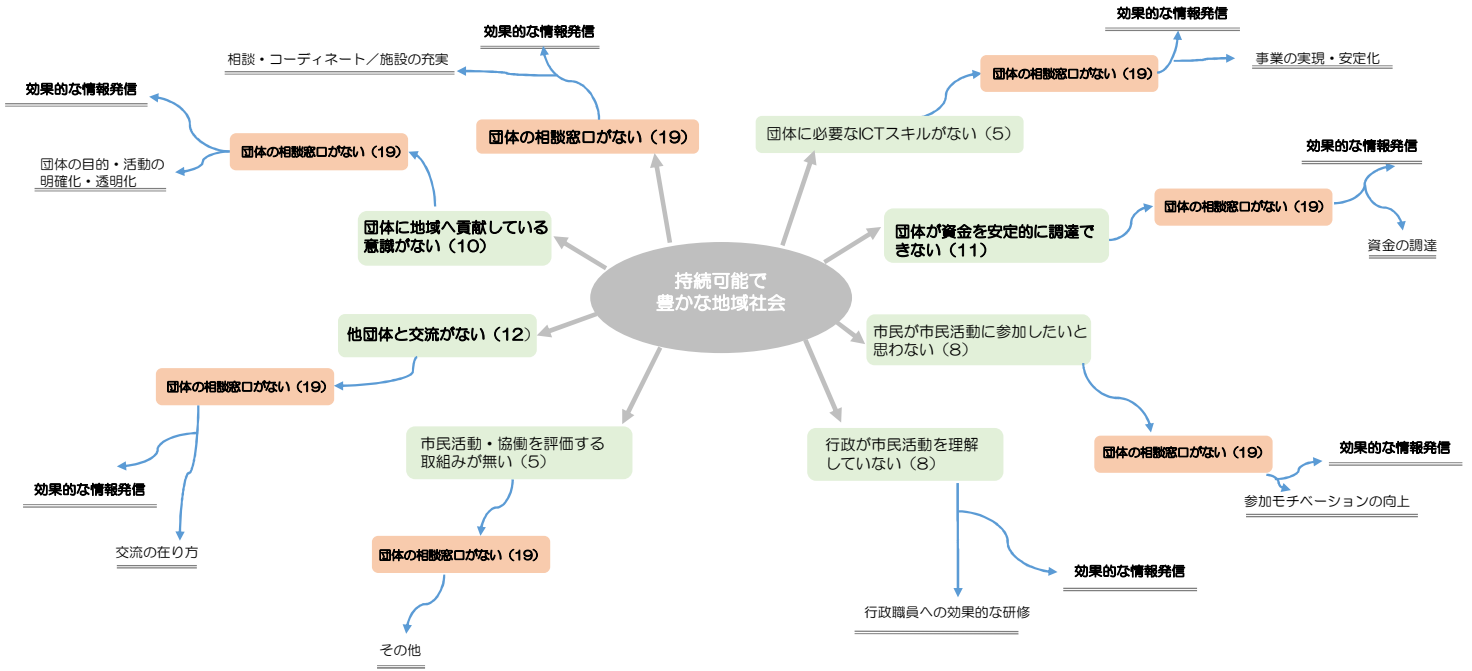 効果的な情報発信
相談・コーディネート／施設の充実
効果的な情報発信
団体の相談窓口がない（19）
団体の相談窓口がない（19）
団体の目的・活動の
明確化・透明化
団体に地域へ貢献している
意識がない（10）
効果的な情報発信
事業の実現・安定化
団体の相談窓口がない（19）
団体に必要なICTスキルがない（5）
効果的な情報発信
団体の相談窓口がない（19）
資金の調達
団体が資金を安定的に調達で
きない（11）
持続可能で
豊かな地域社会
他団体と交流がない（12）
団体の相談窓口がない（19）
効果的な情報発信
交流の在り方
市民が市民活動に参加したいと
思わない（8）
団体の相談窓口がない（19）
効果的な情報発信
参加モチベーションの向上
市民活動・協働を評価する
取組みが無い（5）
団体の相談窓口がない（19）
その他
行政が市民活動を理解
していない（8）
効果的な情報発信
行政職員への効果的な研修